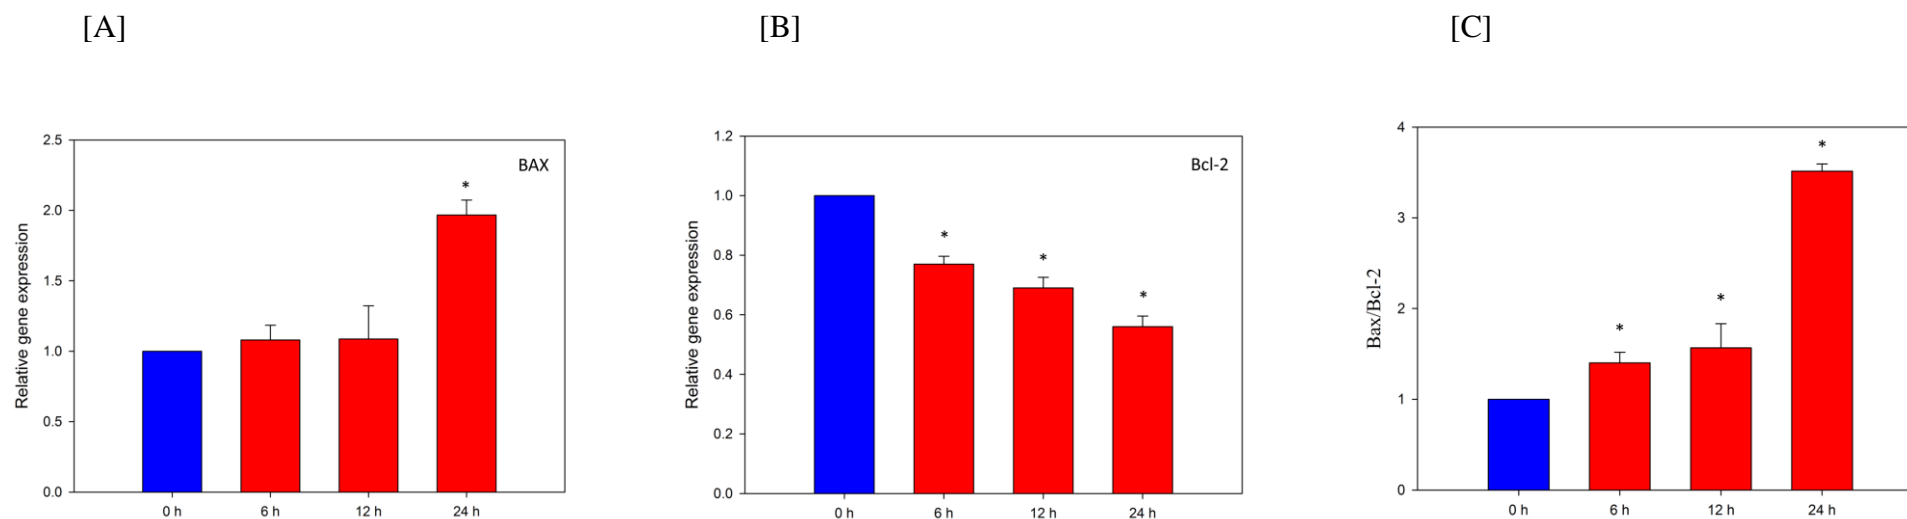 [A]
[B]
[C]
2.5
2.0
1.5
1.0
0.5
0.0
Relative gene expression
BAX
*
0 h
6 h
12 h
24 h
1.2
1.0
0.8
0.6
0.4
0.2
0.0
Relative gene expression
Bcl-2
*
*
*
0 h
6 h
12 h
24 h
4
3
2
1
0
Bax/Bcl-2
*
*
*
0 h
6 h
12 h
24 h